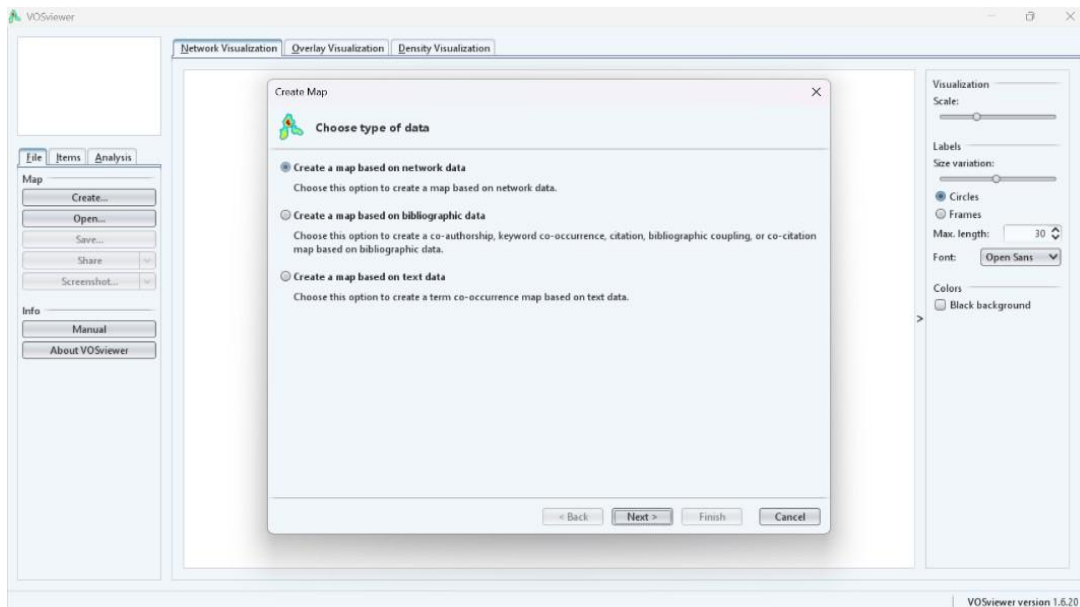 VOSviewer
Network Visualization Overlay Visualization Density Visualization
File Items Analysis
Map
Create...
Open...
Save...
Share
Screenshot...
Info
Manual
About VOSviewer
Create Map
Choose type of data
Create a map based on network data
Choose this option to create a map based on network data.
Create a map based on bibliographic data
Choose this option to create a co-authorship, keyword co-occurrence, citation, bibliographic coupling, or co-citation
map based on bibliographic data.
Create a map based on text data
Choose this option to create a term co-occurrence map based on text data.
< Back Next > Finish Cancel
Visualization
Scale:
Labels
Size variation:
Circles
Frames
Max. length: 30
Font: Open Sans
Colors
Black background
>
VOSviewer version 1.6.20